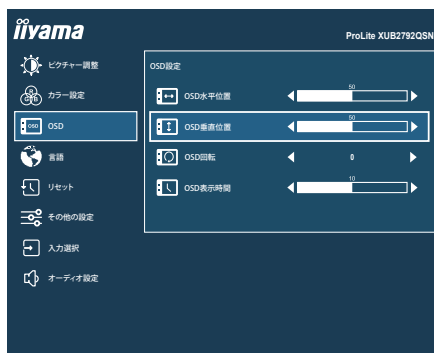 iiyama
ProLite XUB2792QSN
ピクチャー調整
カラー設定
OSD
言語
リセット
その他の設定
入力選択
オーディオ設定
OSD設定
OSD水平位置
50
OSD垂直位置
50
OSD回転
0
OSD表示時間
10